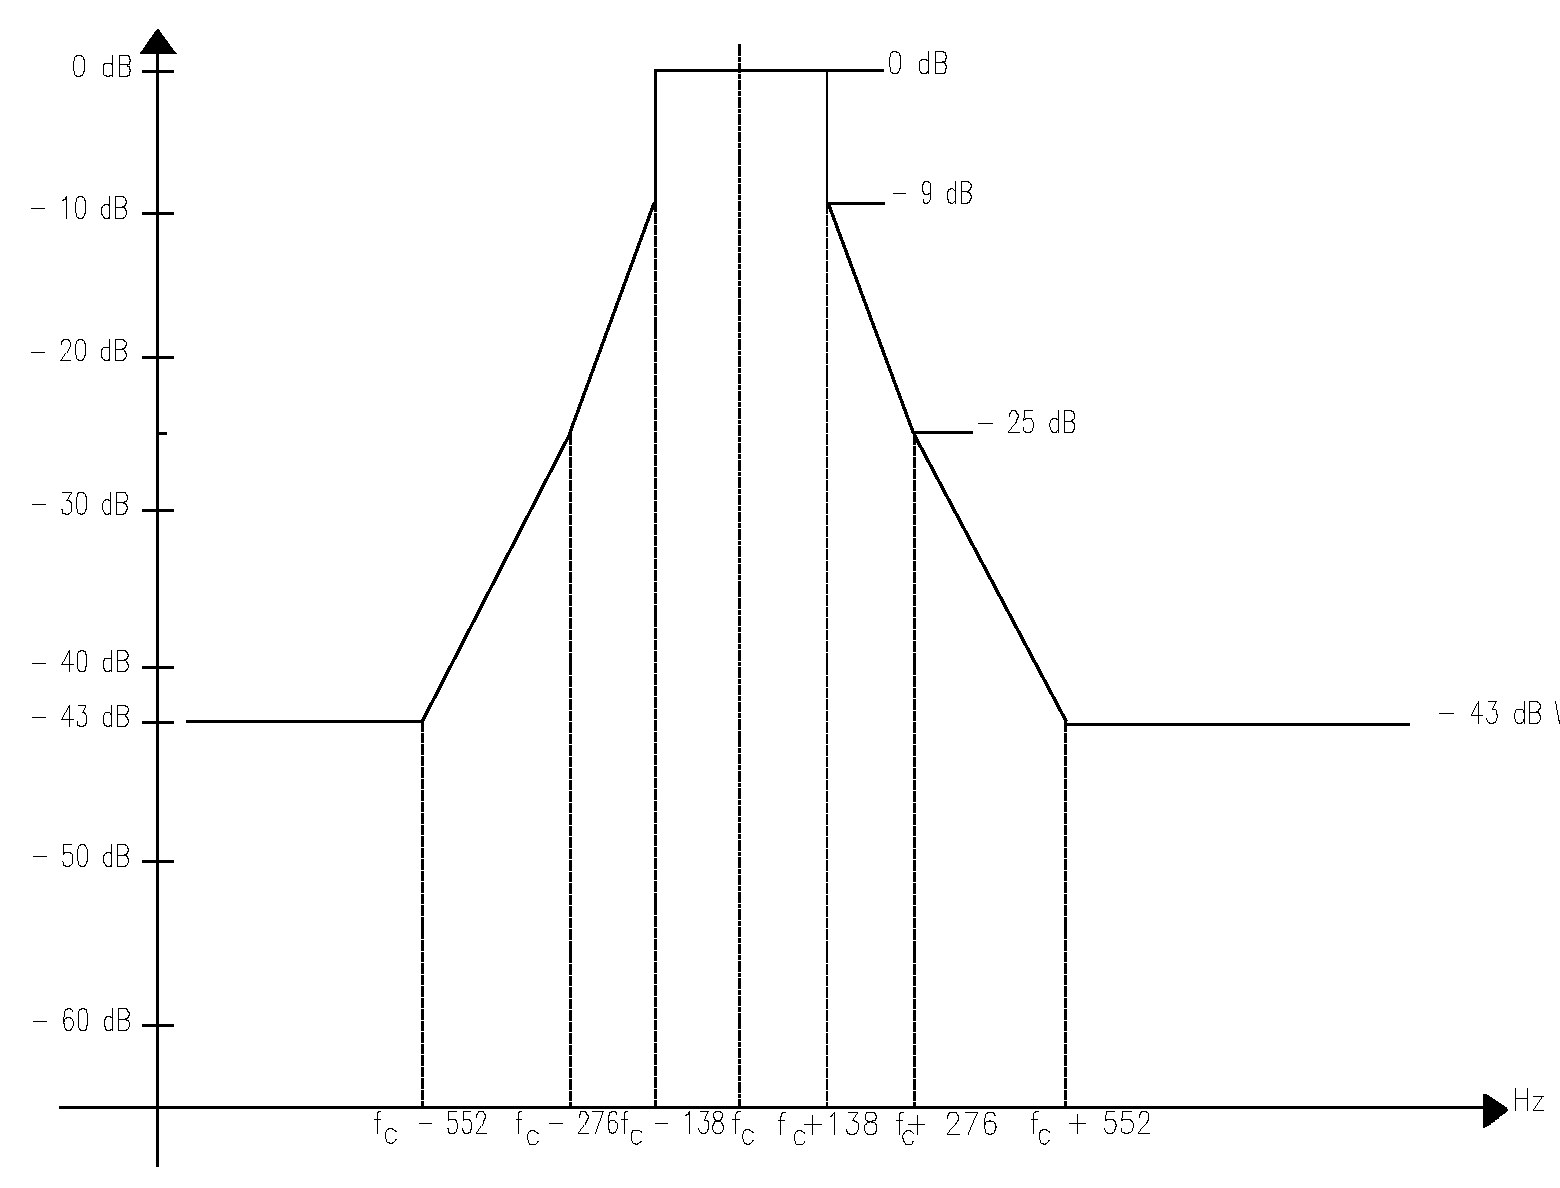 0 dB
0 dB
- 10 dB
- 9 dB
- 20 dB
- 25 dB
- 30 dB
- 40 dB
- 43 dB
- 43 dB \
- 50 dB
- 60 dB
Hz
fc - 552 fc - 276 fc - 138 fc fc+138 fc+ 276 fc + 552